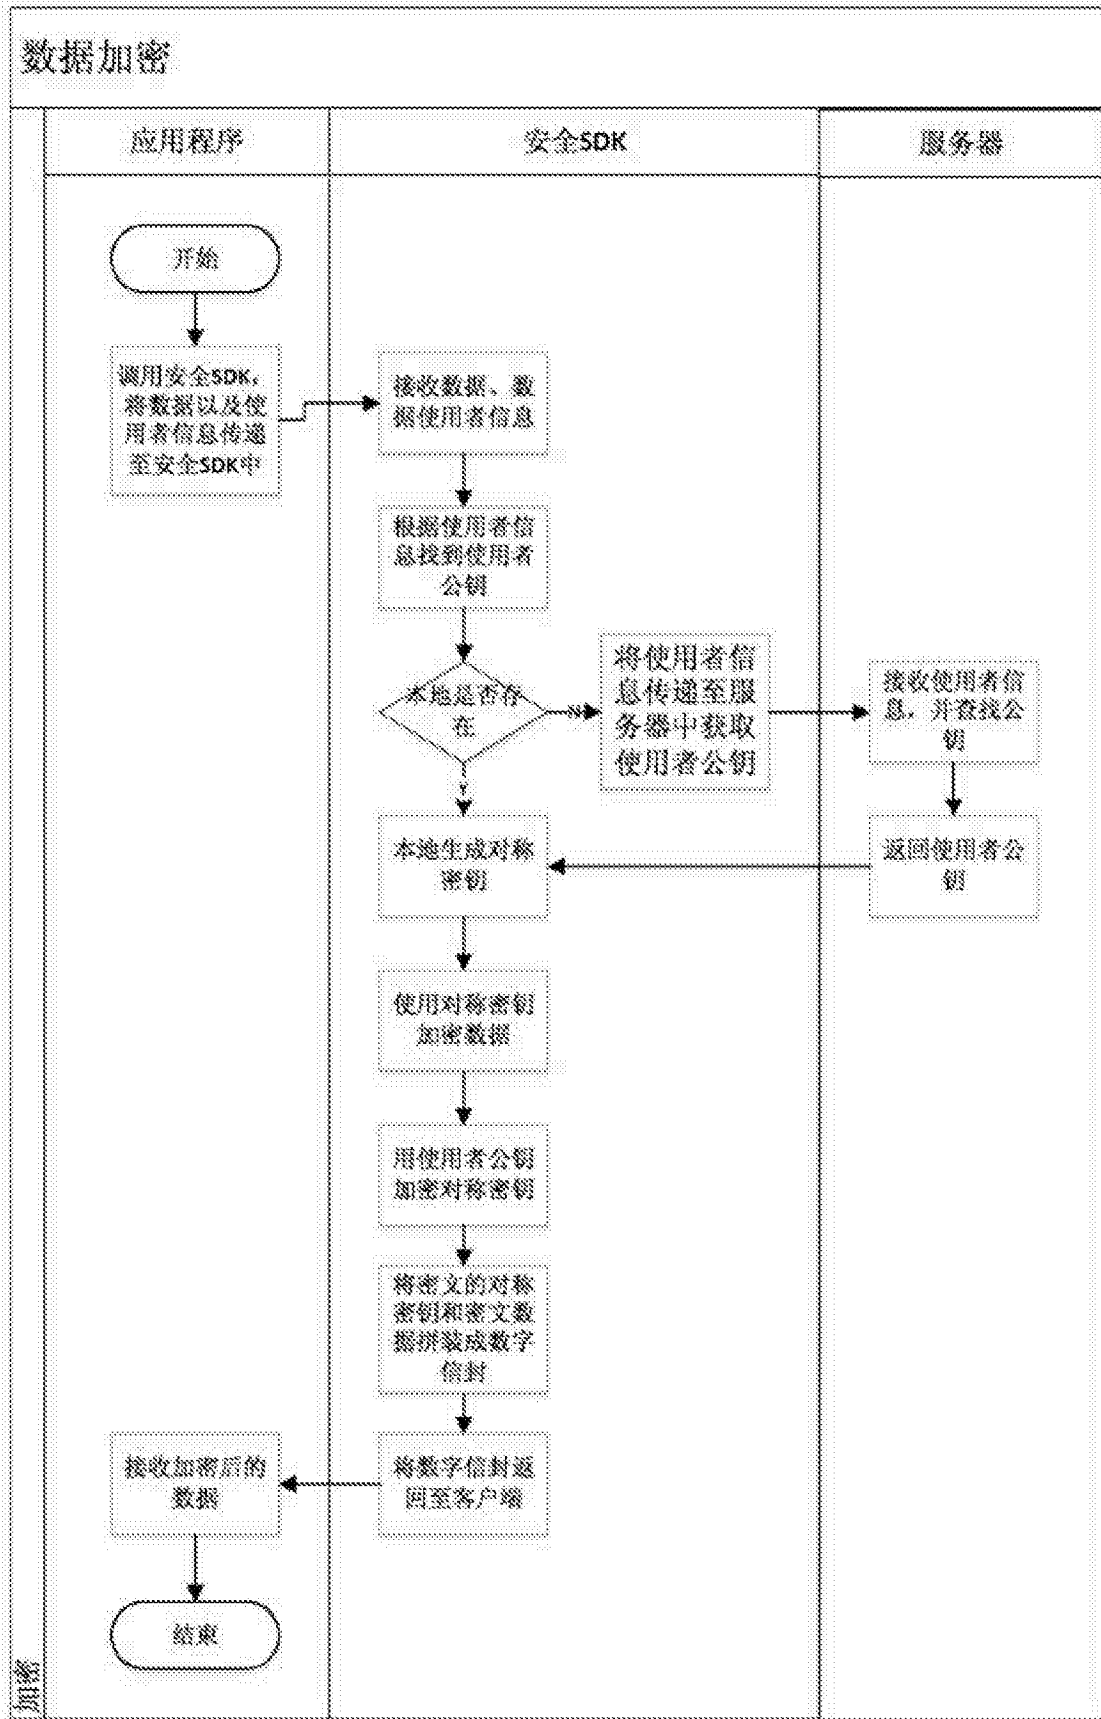 数据加密
应用程序
安全SDK
服务器
开始
调用安全SDK,
将数据以及使
用者信息传递
至安全SDK中
接收数据、数
据使用者信息
根据使用者信
息找到使用者
公钥
本地是否存
在
N
将使用者信
息传递至服
务器中获取
使用者公钥
接收使用者信
息，并查找公
钥
Y
本地生成对称
密钥
返回使用者公
钥
使用对称密钥
加密数据
用使用者公钥
加密对称密钥
将密文的对称
密钥和密文数
据拼装成数字
信封
将数字信封返
回至客户端
接收加密后的
数据
结束
加密